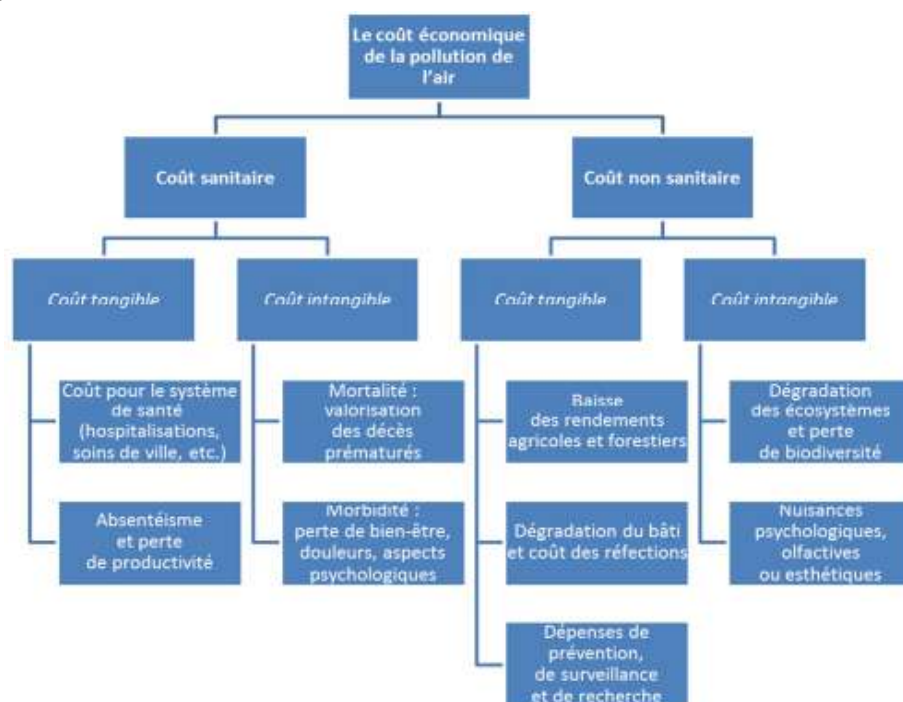 Le coût économique
de la pollution de
l'air
Coût sanitaire
Coût non sanitaire
Coût tangible
Coût intangible
Coût tangible
Coût intangible
Coût pour le système
de santé
(hospitalisations,
soins de ville, etc.)
Absentéisme
et perte
de productivité
Mortalité :
valorisation
des décès
prématurés
Morbidité :
perte de bien-être,
douleurs, aspects
psychologiques
Baisse
des rendements
agricoles et forestiers
Dégradation du bâti
et coût des réfections
Dépenses de
prévention,
de surveillance
et de recherche
Dégradation
des écosystèmes
et perte
de biodiversité
Nuisances
psychologiques,
olfactives
ou esthétiques